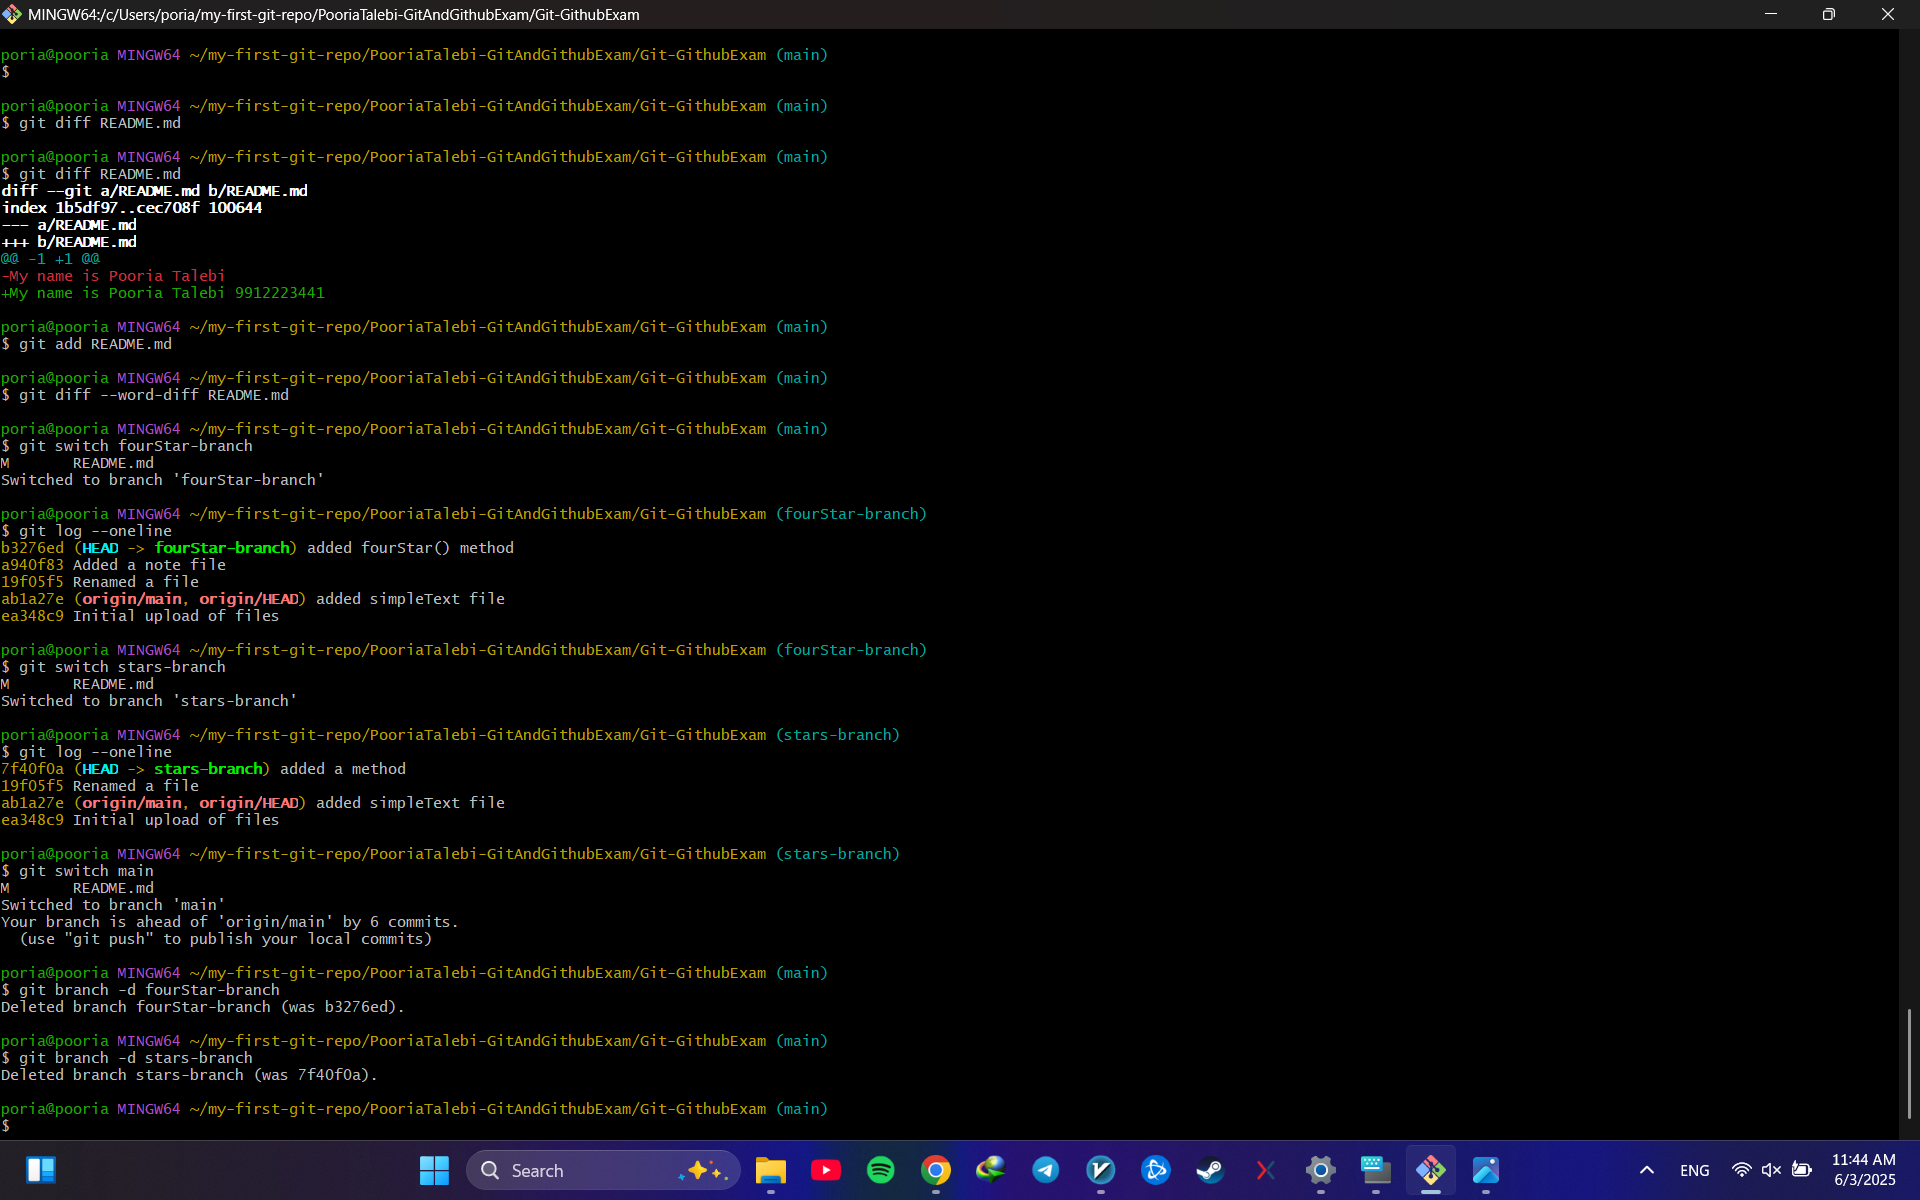 MINGW64:/c/Users/poria/my-first-git-repo/PooriaTalebi-GitAndGithubExam/Git-GithubExam
poria@pooria MINGW64 ~/my-first-git-repo/PooriaTalebi-GitAndGithubExam/Git-GithubExam (main)
$
poria@pooria MINGW64 ~/my-first-git-repo/PooriaTalebi-GitAndGithubExam/Git-GithubExam (main)
$ git diff README.md
poria@pooria MINGW64 ~/my-first-git-repo/PooriaTalebi-GitAndGithubExam/Git-GithubExam (main)
$ git diff README.md
diff --git a/README.md b/README.md
index 1b5df97..cec708f 100644
--- a/README.md
+++ b/README.md
@@ -1 +1 @@
-My name is Pooria Talebi
+My name is Pooria Talebi 9912223441
poria@pooria MINGW64 ~/my-first-git-repo/PooriaTalebi-GitAndGithubExam/Git-GithubExam (main)
$ git add README.md
poria@pooria MINGW64 ~/my-first-git-repo/PooriaTalebi-GitAndGithubExam/Git-GithubExam (main)
$ git diff --word-diff README.md
poria@pooria MINGW64 ~/my-first-git-repo/PooriaTalebi-GitAndGithubExam/Git-GithubExam (main)
$ git switch fourStar-branch
M       README.md
Switched to branch 'fourStar-branch'
poria@pooria MINGW64 ~/my-first-git-repo/PooriaTalebi-GitAndGithubExam/Git-GithubExam (fourStar-branch)
$ git log --oneline
b3276ed (HEAD -> fourStar-branch) added fourStar() method
a940f83 Added a note file
19f05f5 Renamed a file
ab1a27e (origin/main, origin/HEAD) added simpleText file
ea348c9 Initial upload of files
poria@pooria MINGW64 ~/my-first-git-repo/PooriaTalebi-GitAndGithubExam/Git-GithubExam (fourStar-branch)
$ git switch stars-branch
M       README.md
Switched to branch 'stars-branch'
poria@pooria MINGW64 ~/my-first-git-repo/PooriaTalebi-GitAndGithubExam/Git-GithubExam (stars-branch)
$ git log --oneline
7f40f0a (HEAD -> stars-branch) added a method
19f05f5 Renamed a file
ab1a27e (origin/main, origin/HEAD) added simpleText file
ea348c9 Initial upload of files
poria@pooria MINGW64 ~/my-first-git-repo/PooriaTalebi-GitAndGithubExam/Git-GithubExam (stars-branch)
$ git switch main
M       README.md
Switched to branch 'main'
Your branch is ahead of 'origin/main' by 6 commits.
  (use "git push" to publish your local commits)
poria@pooria MINGW64 ~/my-first-git-repo/PooriaTalebi-GitAndGithubExam/Git-GithubExam (main)
$ git branch -d fourStar-branch
Deleted branch fourStar-branch (was b3276ed).
poria@pooria MINGW64 ~/my-first-git-repo/PooriaTalebi-GitAndGithubExam/Git-GithubExam (main)
$ git branch -d stars-branch
Deleted branch stars-branch (was 7f40f0a).
poria@pooria MINGW64 ~/my-first-git-repo/PooriaTalebi-GitAndGithubExam/Git-GithubExam (main)
$
Search
ENG
11:44 AM
6/3/2025